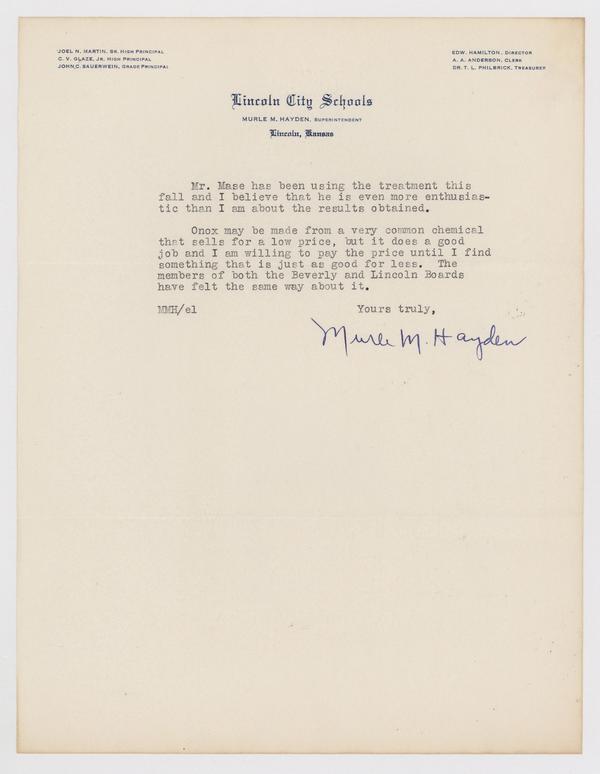 JOEL N. MARTIN, SR. HIGH PRINCIPAL
C. V. GLAZE, JR. HIGH PRINCIPAL
JOHN C. SAUERWEIN, GRADE PRINCIPAL
EDW. HAMILTON, DIRECTOR
A. A. ANDERSON, CLERK
DR. T. L. PHILBRICK, TREASURER
Lincoln City Schools
MURLE M. HAYDEN, SUPERINTENDENT
Lincoln, Kansas
Mr. Mase has been using the treatment this
fall and I believe that he is even more enthusias-
tic than I am about the results obtained.
Onox may be made from a very common chemical
that sells for a low price, but it does a good
job and I am willing to pay the price until I find
something that is just as good for less. The
members of both the Beverly and Lincoln Boards
have felt the same way about it.
MMH/el Yours truly,
Murle M. Hayden